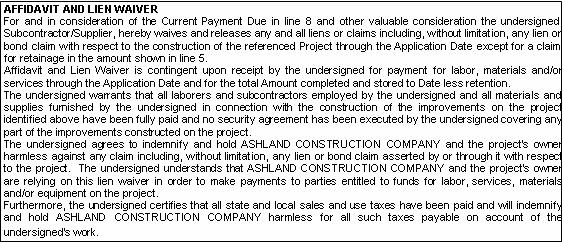 AFFIDAVIT AND LIEN WAIVER
For and in consideration of the Current Payment Due in line 8 and other valuable consideration the undersigned
Subcontractor/Supplier, hereby waives and releases any and all liens or claims including, without limitation, any lien or
bond claim with respect to the construction of the referenced Project through the Application Date except for a claim
for retainage in the amount shown in line 5.
Affidavit and Lien Waiver is contingent upon receipt by the undersigned for payment for labor, materials and/or
services through the Application Date and for the total Amount completed and stored to Date less retention.
The undersigned warrants that all laborers and subcontractors employed by the undersigned and all materials and
supplies furnished by the undersigned in connection with the construction of the improvements on the project
identified above have been fully paid and no security agreement has been executed by the undersigned covering any
part of the improvements constructed on the project.
The undersigned agrees to indemnify and hold ASHLAND CONSTRUCTION COMPANY and the project's owner
harmless against any claim including, without limitation, any lien or bond claim asserted by or through it with respect
to the project. The undersigned understands that ASHLAND CONSTRUCTION COMPANY and the project's owner
are relying on this lien waiver in order to make payments to parties entitled to funds for labor, services, materials
and/or equipment on the project.
Furthermore, the undersigned certifies that all state and local sales and use taxes have been paid and will indemnify
and hold ASHLAND CONSTRUCTION COMPANY harmless for all such taxes payable on account of the
undersigned's work.